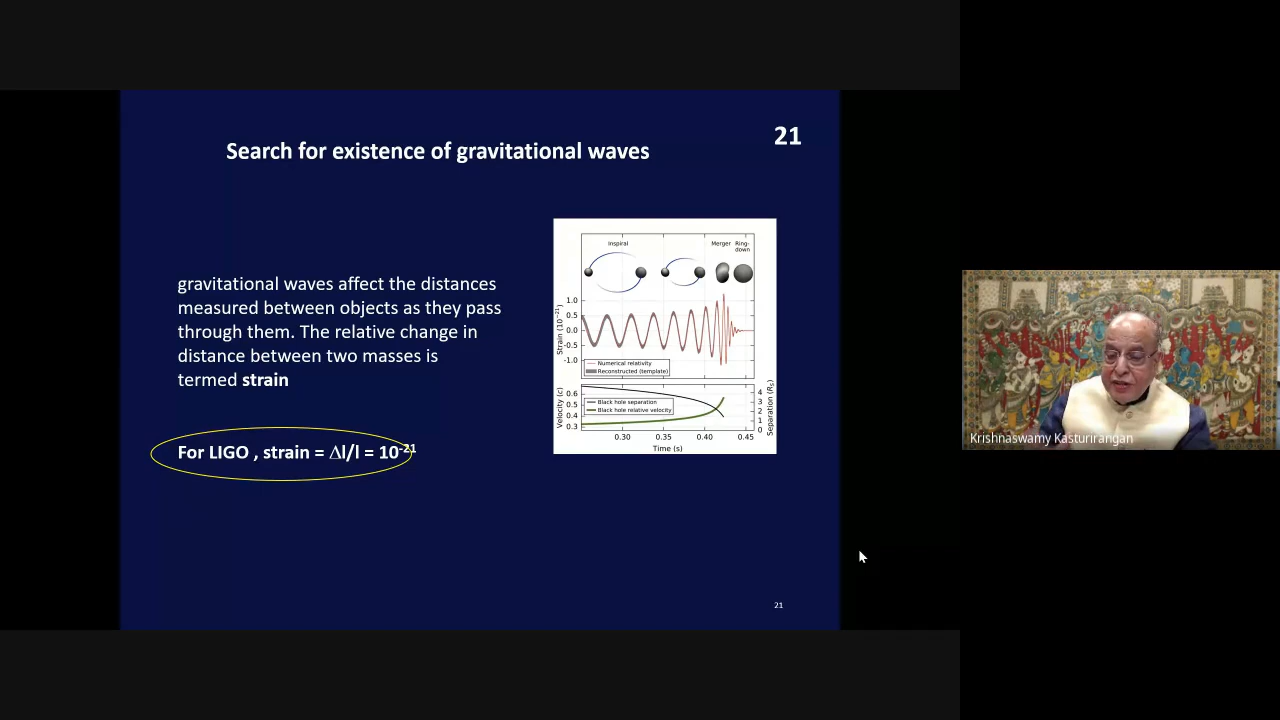 Search for existence of gravitational waves
21
gravitational waves affect the distances
measured between objects as they pass
through them. The relative change in
distance between two masses is
termed strain
For LIGO , strain = Δl/l = 10⁻²¹
Inspiral
Merger
Ring-
down
Strain (10⁻²¹)
1.0
0.5
0.0
-0.5
-1.0
Numerical relativity
Reconstructed (template)
Velocity (c)
0.6
0.5
0.4
0.3
Black hole separation
Black hole relative velocity
4
3
2
1
0
Separation (R_S)
0.30 0.35 0.40 0.45
Time (s)
21
Krishnaswamy Kasturirangan